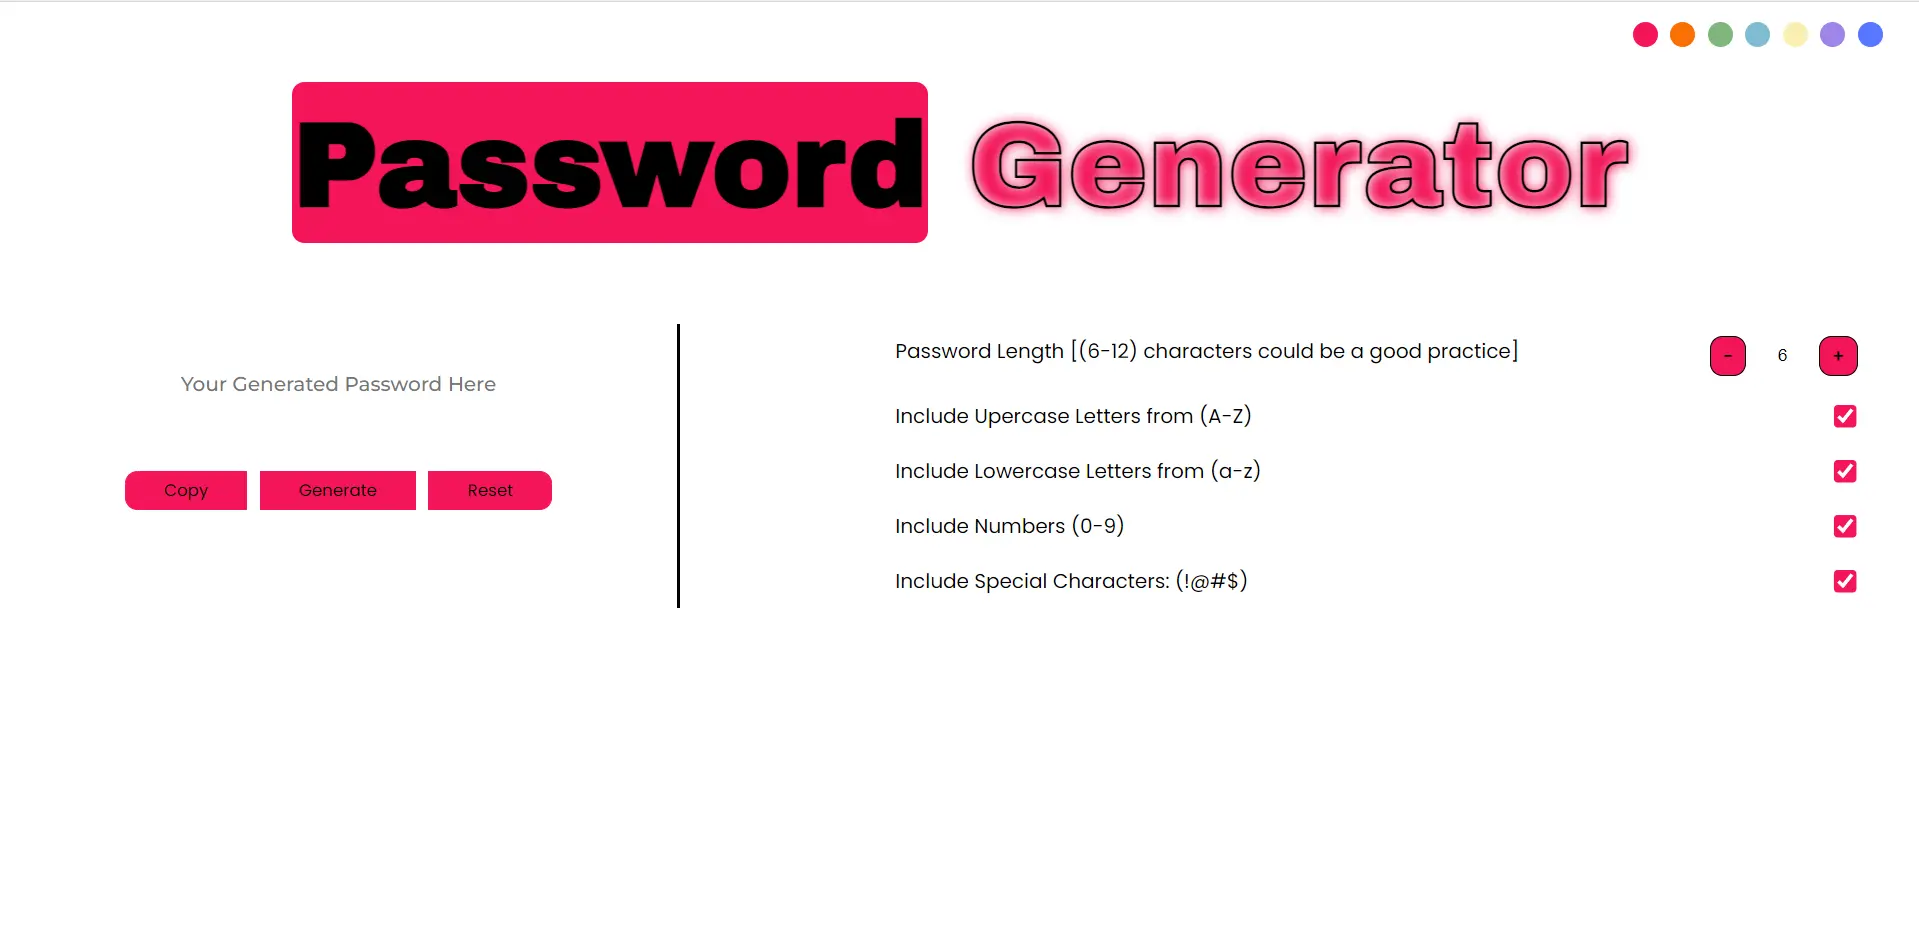 Password Generator
Your Generated Password Here
Copy Generate Reset
Password Length [(6-12) characters could be a good practice] - 6 +
Include Upercase Letters from (A-Z)
Include Lowercase Letters from (a-z)
Include Numbers (0-9)
Include Special Characters: (!@#$)